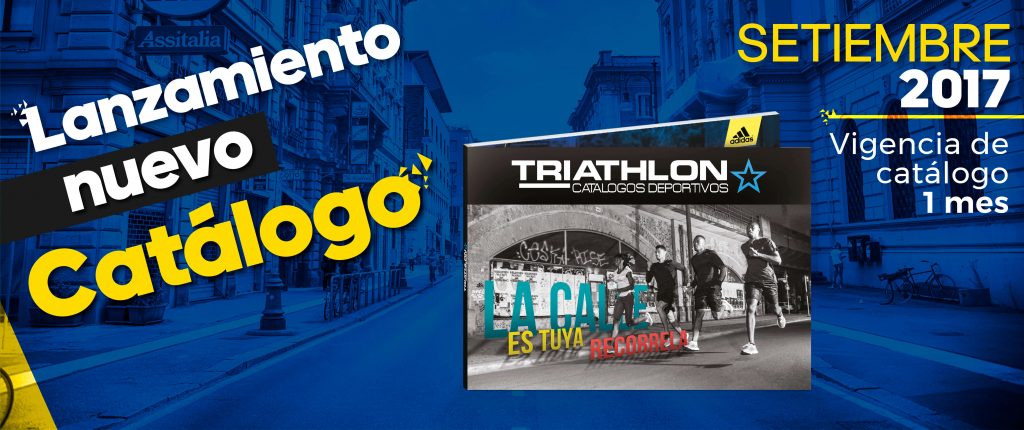 Lanzamiento
nuevo
Catálogo
SETIEMBRE
2017
Vigencia de
catálogo
1 mes
adidas
TRIATHLON
CATALOGOS DEPORTIVOS
LA CALLE
ES TUYA RECORRELA
Assitalia